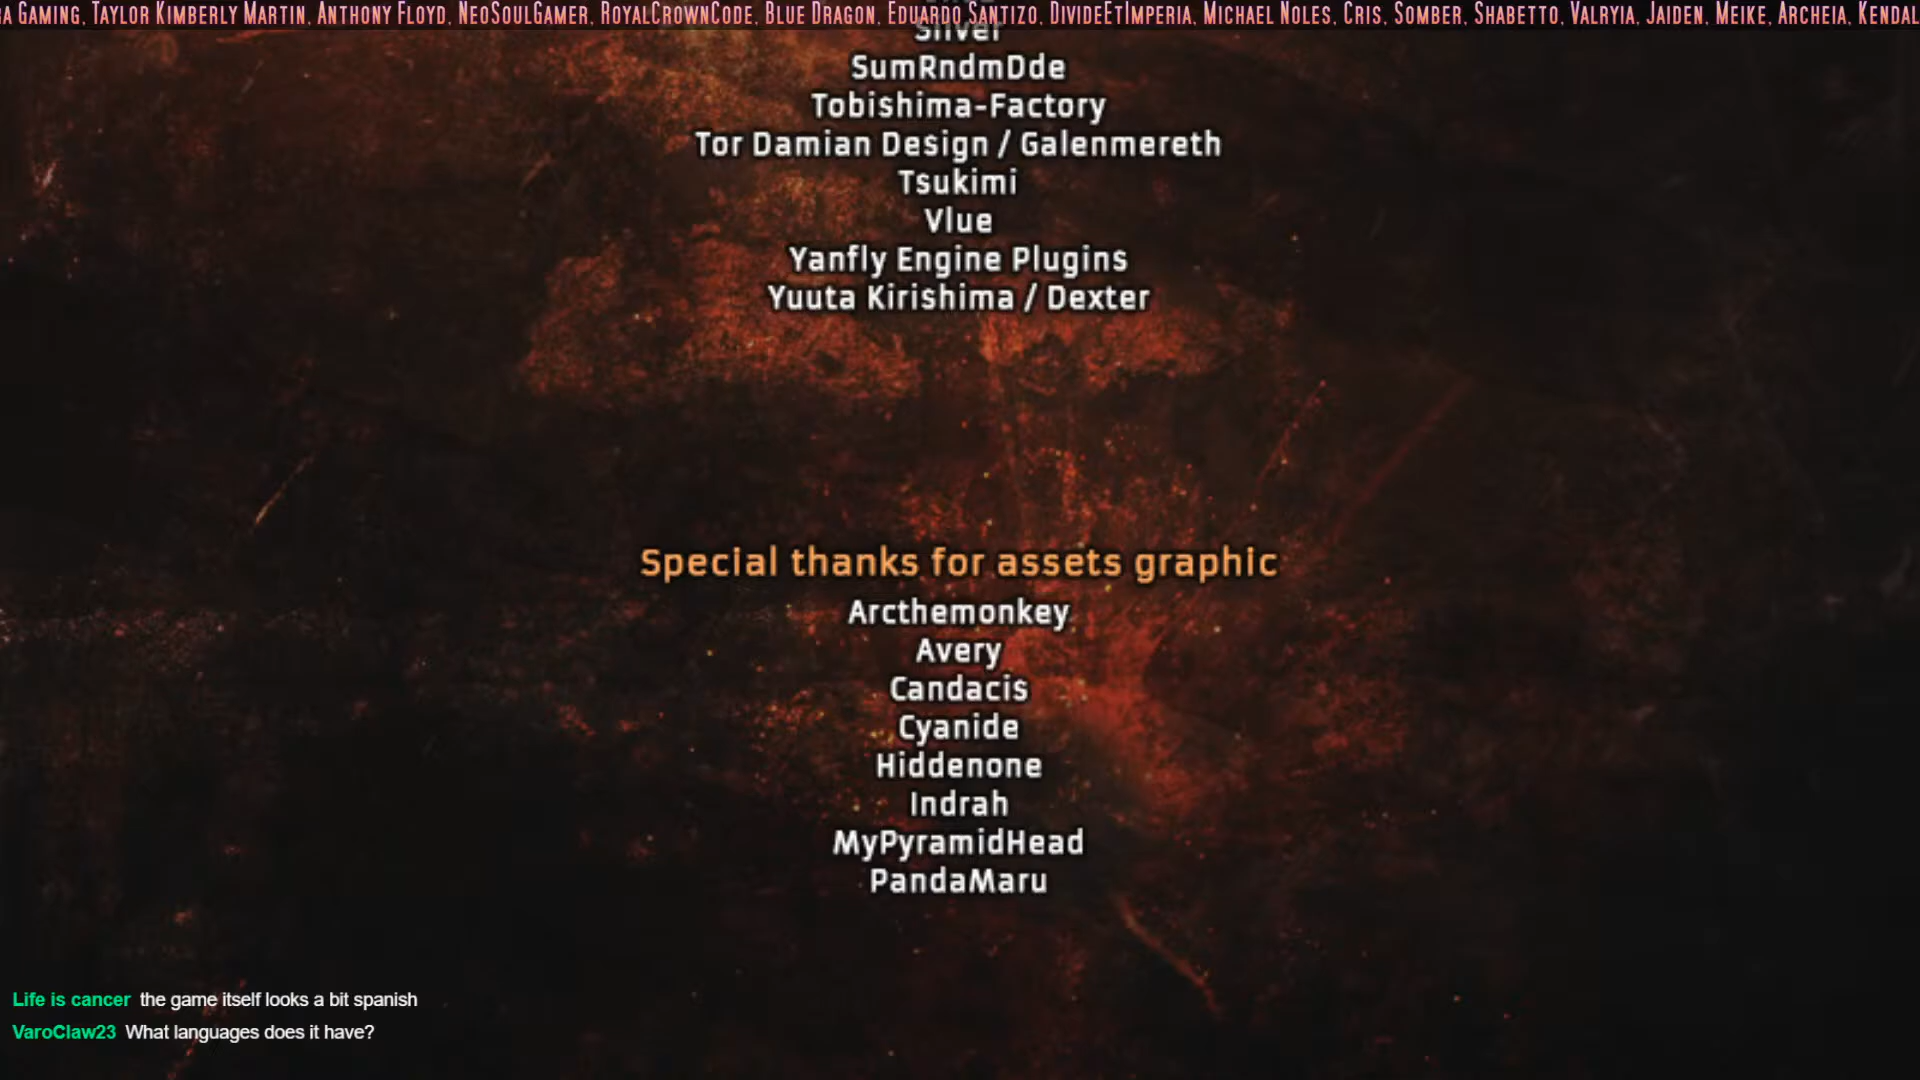 GAMING, TAYLOR KIMBERLY MARTIN, ANTHONY FLOYD, NEOSOULGAMER, ROYALCROWNCODE, BLUE DRAGON, EDUARDO SANTIZO, DIVIDEETIMPERIA, MICHAEL NOLES, CRIS, SOMBER, SHABETTO, VALRYIA, JAIDEN, MEIKE, ARCHEIA, KENDAL
Silver
SumRndmDde
Tobishima-Factory
Tor Damian Design / Galenmereth
Tsukimi
Vlue
Yanfly Engine Plugins
Yuuta Kirishima / Dexter
Special thanks for assets graphic
Arcthemonkey
Avery
Candacis
Cyanide
Hiddenone
Indrah
MyPyramidHead
PandaMaru
Life is cancer the game itself looks a bit spanish
VaroClaw23 What languages does it have?